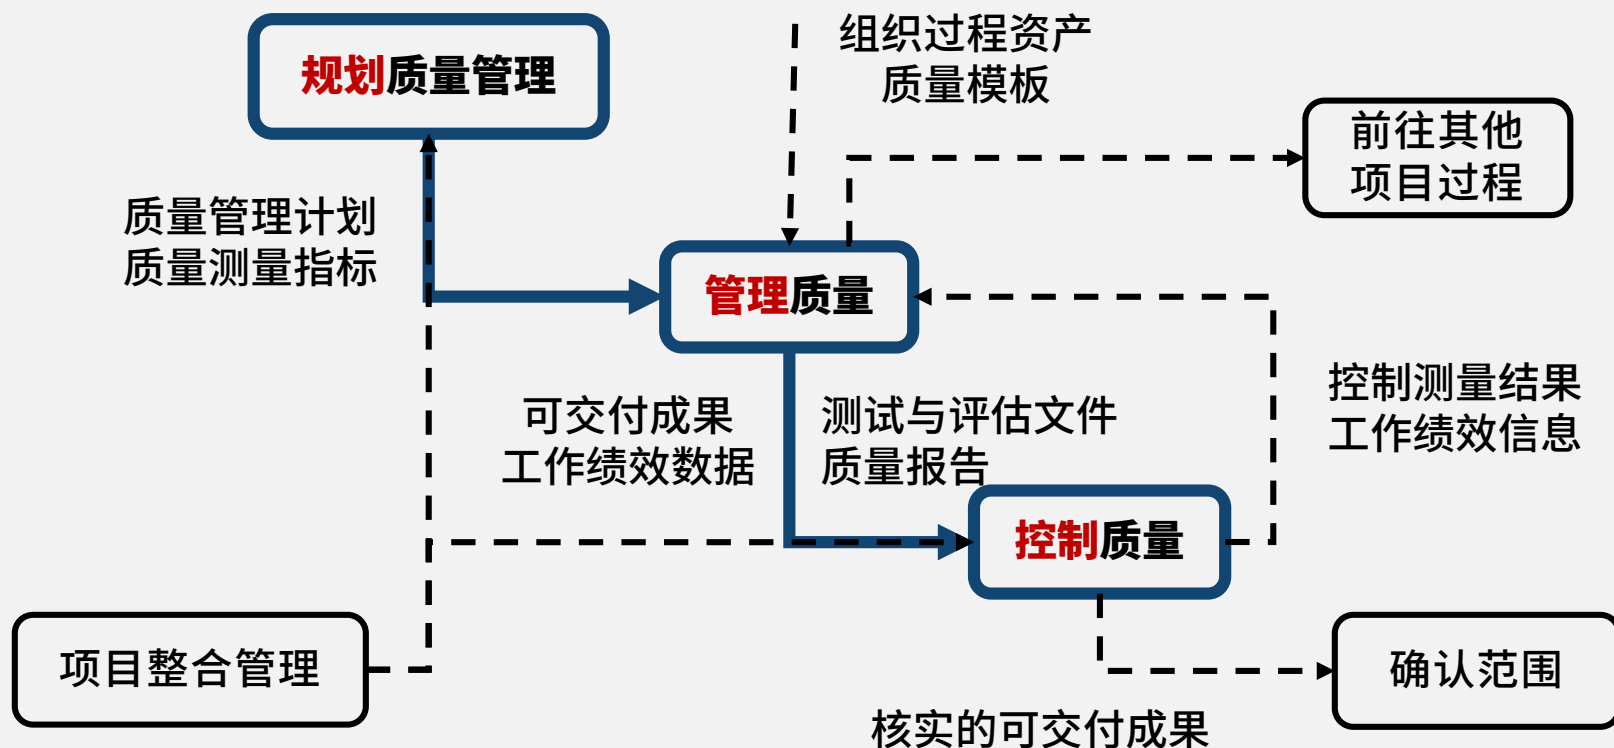 组织过程资产
质量模板
规划质量管理
前往其他
项目过程
质量管理计划
质量测量指标
管理质量
控制测量结果
工作绩效信息
可交付成果
工作绩效数据
测试与评估文件
质量报告
控制质量
项目整合管理
确认范围
核实的可交付成果